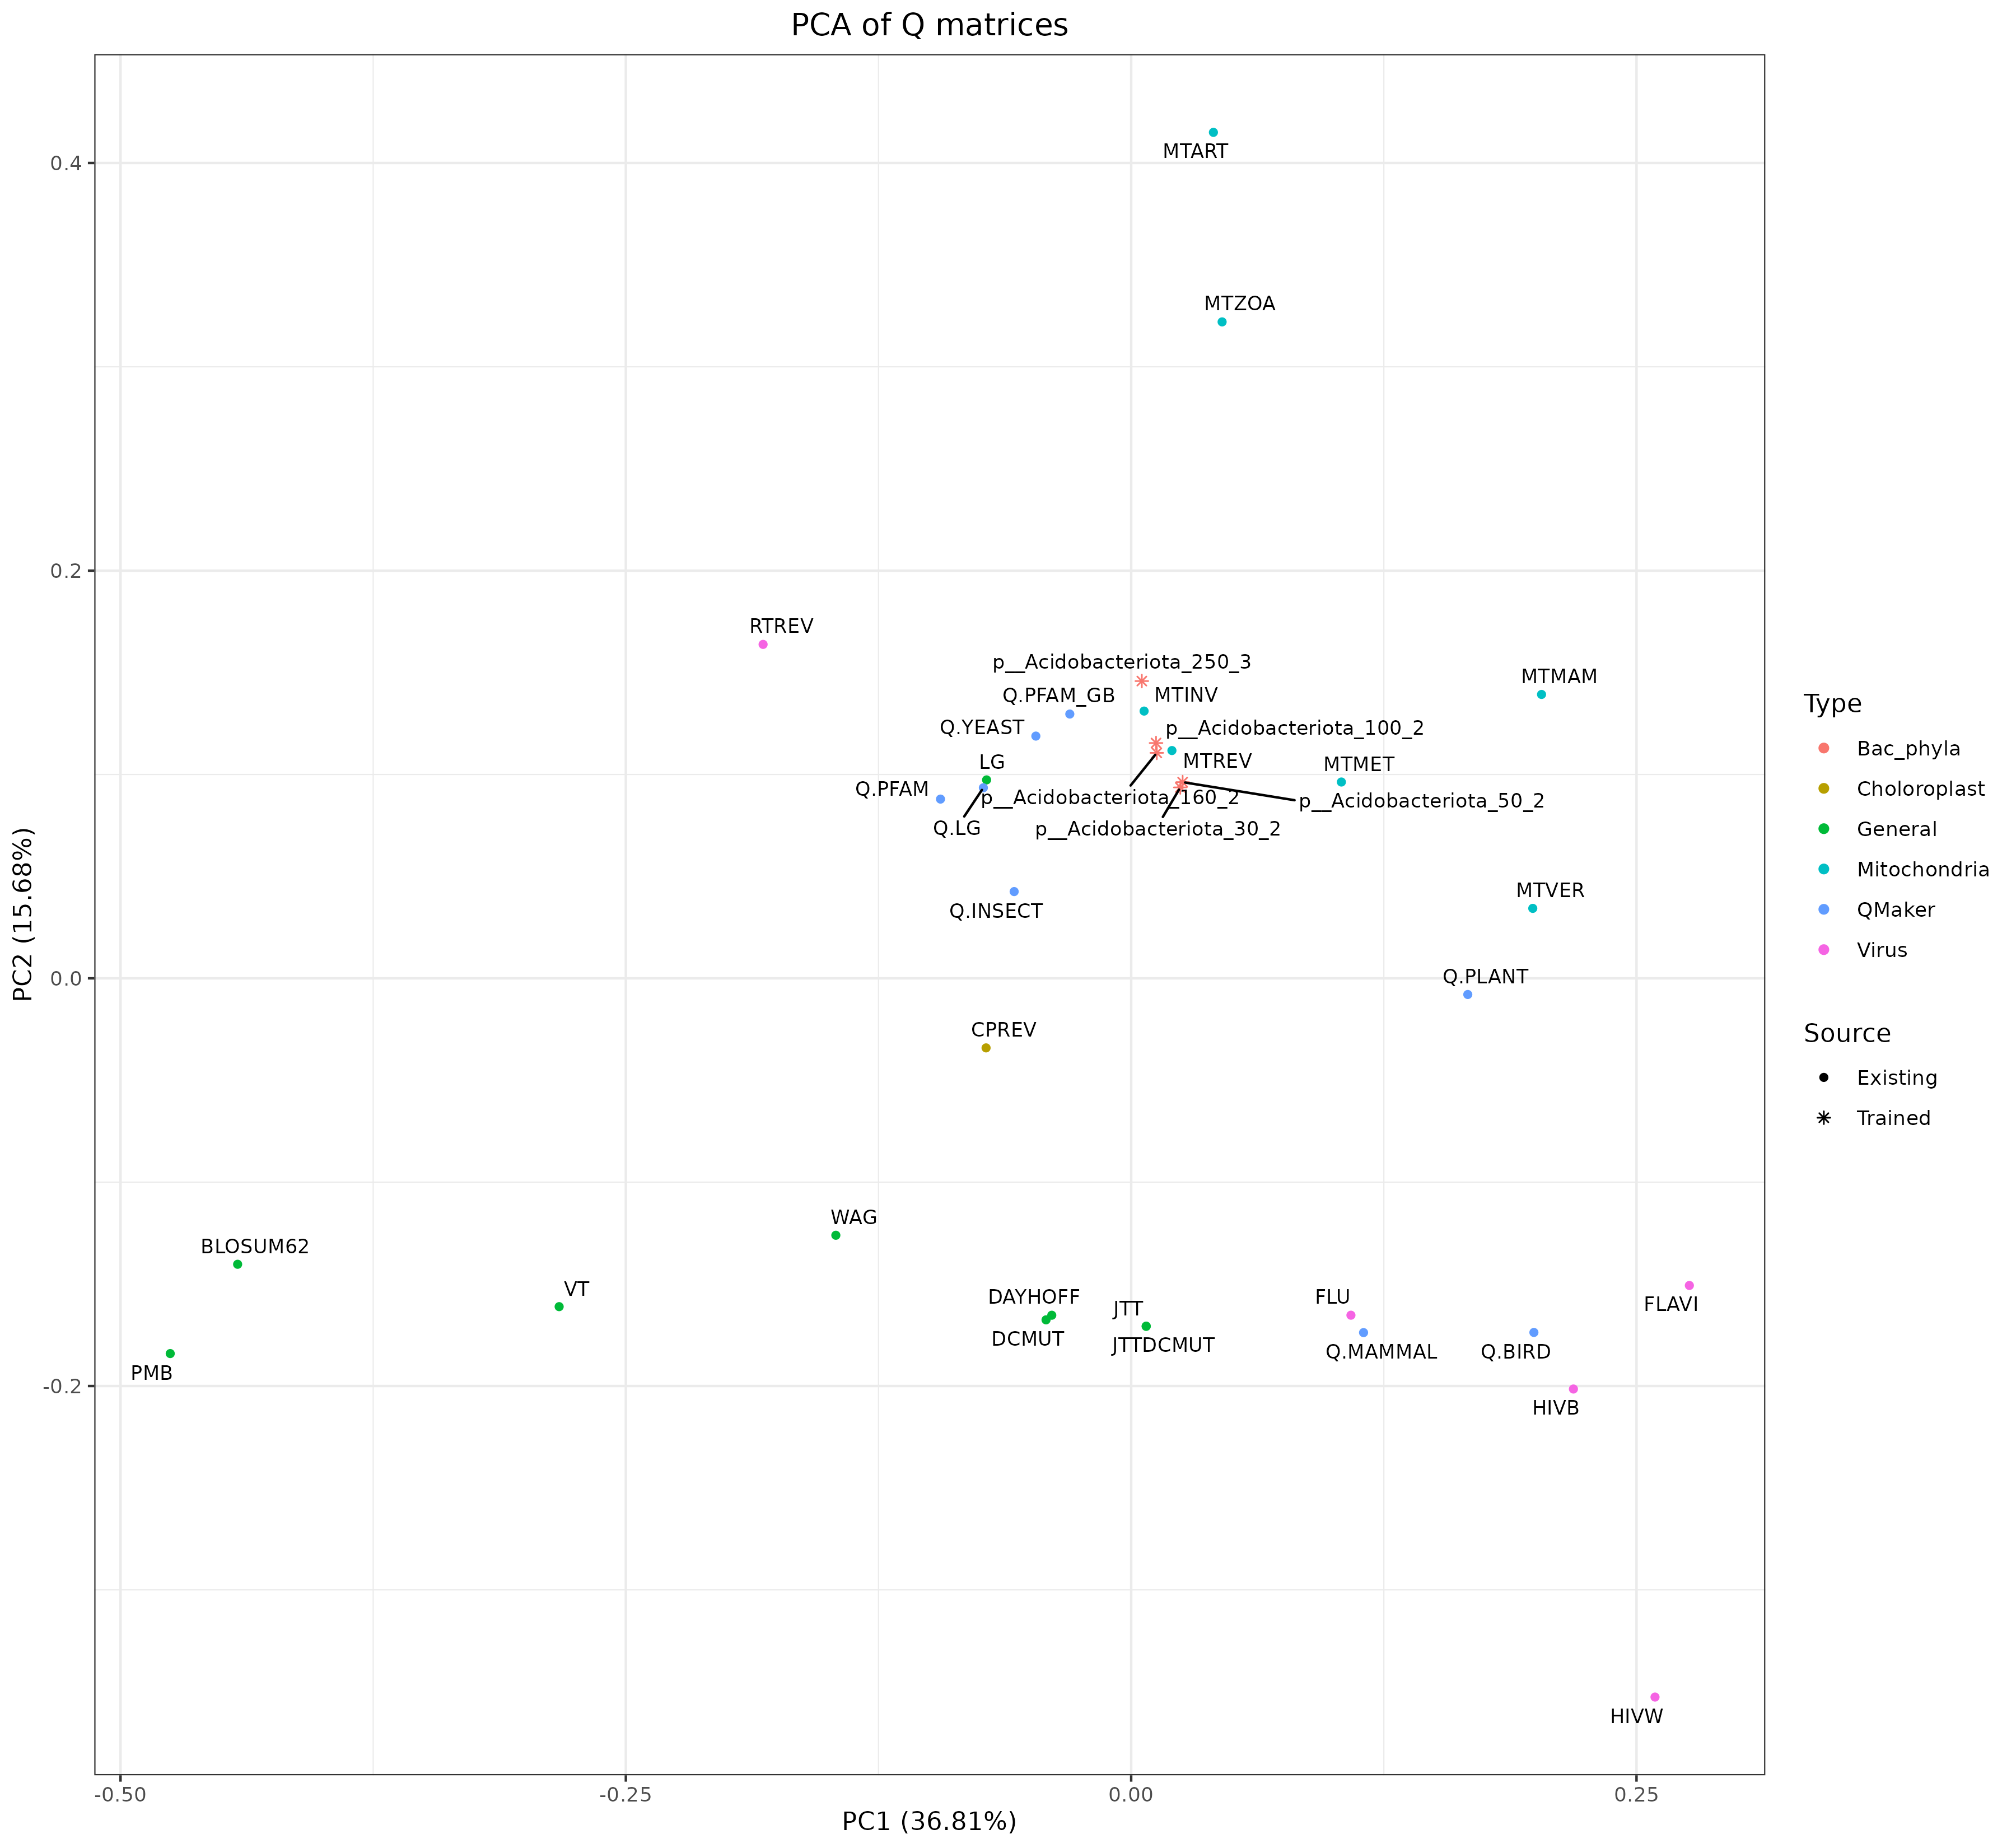 PCA of Q matrices
MTART
0.4
MTZOA
0.2
RTREV
p__Acidobacteriota_250_3
MTMAM
Q.PFAM_GB
MTINV
Q.YEAST
p__Acidobacteriota_100_2
LG
MTREV
MTMET
Q.PFAM
p__Acidobacteriota_160_2
p__Acidobacteriota_50_2
Q.LG
p__Acidobacteriota_30_2
MTVER
Q.INSECT
Q.PLANT
0.0
CPREV
WAG
BLOSUM62
VT
DAYHOFF
JTT
FLU
FLAVI
DCMUT
JTTDCMUT
Q.MAMMAL
Q.BIRD
PMB
-0.2
HIVB
HIVW
-0.50
-0.25
0.00
0.25
PC1 (36.81%)
PC2 (15.68%)
Type
Bac_phyla
Choloroplast
General
Mitochondria
QMaker
Virus
Source
Existing
Trained